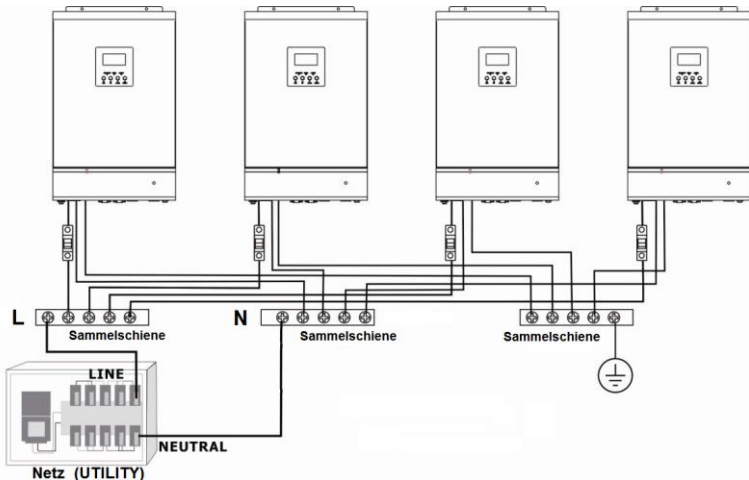 L
Sammelschiene
N
Sammelschiene
Sammelschiene
LINE
NEUTRAL
Netz (UTILITY)